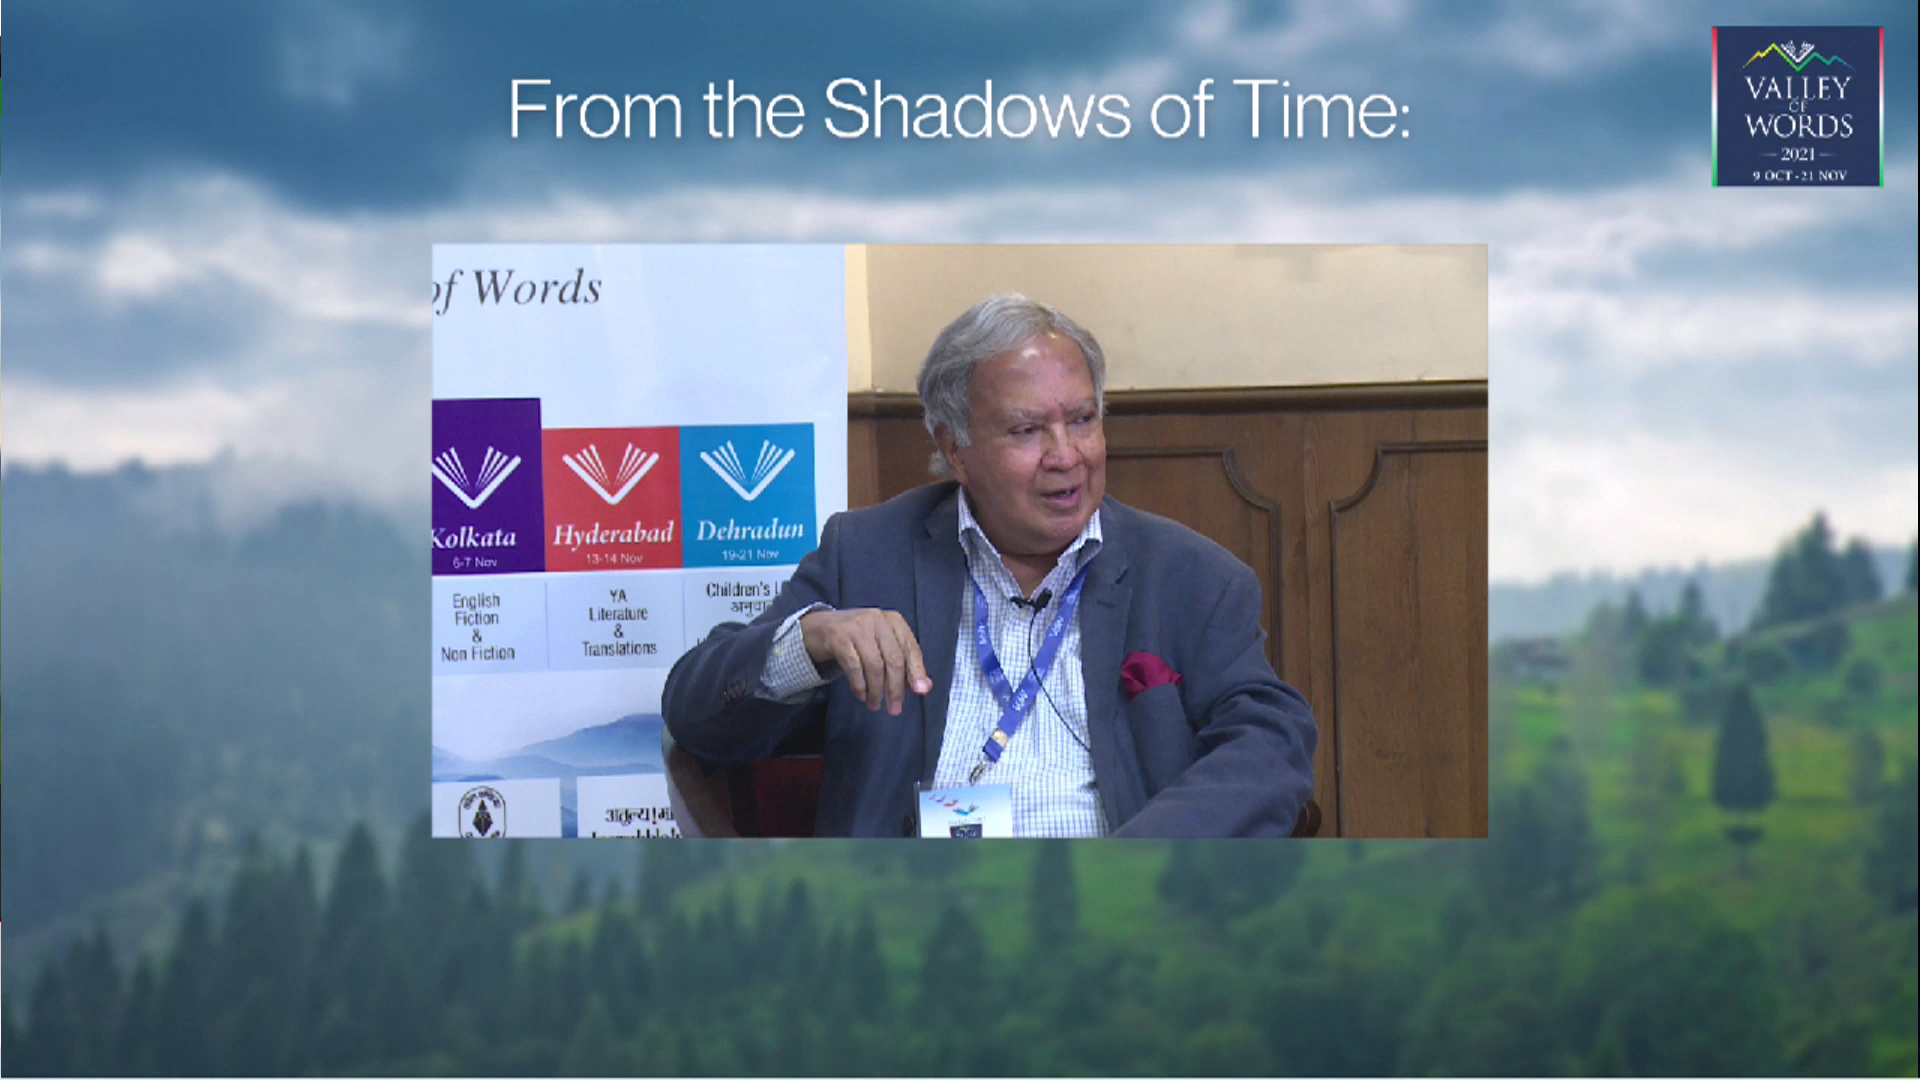 From the Shadows of Time:
VALLEY
OF
WORDS
2021
9 OCT - 21 NOV
of Words
Kolkata
6-7 Nov
Hyderabad
13-14 Nov
Dehradun
19-21 Nov
English
Fiction
&
Non Fiction
YA
Literature
&
Translations
Children's